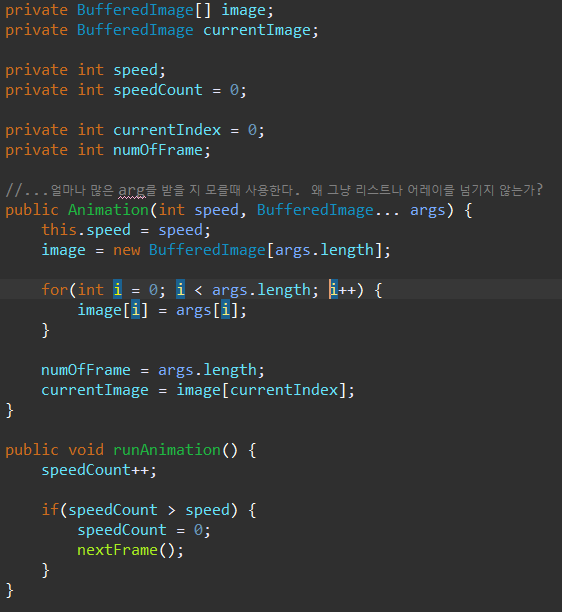 private BufferedImage[] image;
private BufferedImage currentImage;
private int speed;
private int speedCount = 0;
private int currentIndex = 0;
private int numOfFrame;
//...얼마나 많은 arg를 받을 지 모를때 사용한다. 왜 그냥 리스트나 어레이를 넘기지 않는가?
public Animation(int speed, BufferedImage... args) {
this.speed = speed;
image = new BufferedImage[args.length];
for(int i = 0; i < args.length; i++) {
image[i] = args[i];
}
numOfFrame = args.length;
currentImage = image[currentIndex];
}
public void runAnimation() {
speedCount++;
if(speedCount > speed) {
speedCount = 0;
nextFrame();
}
}